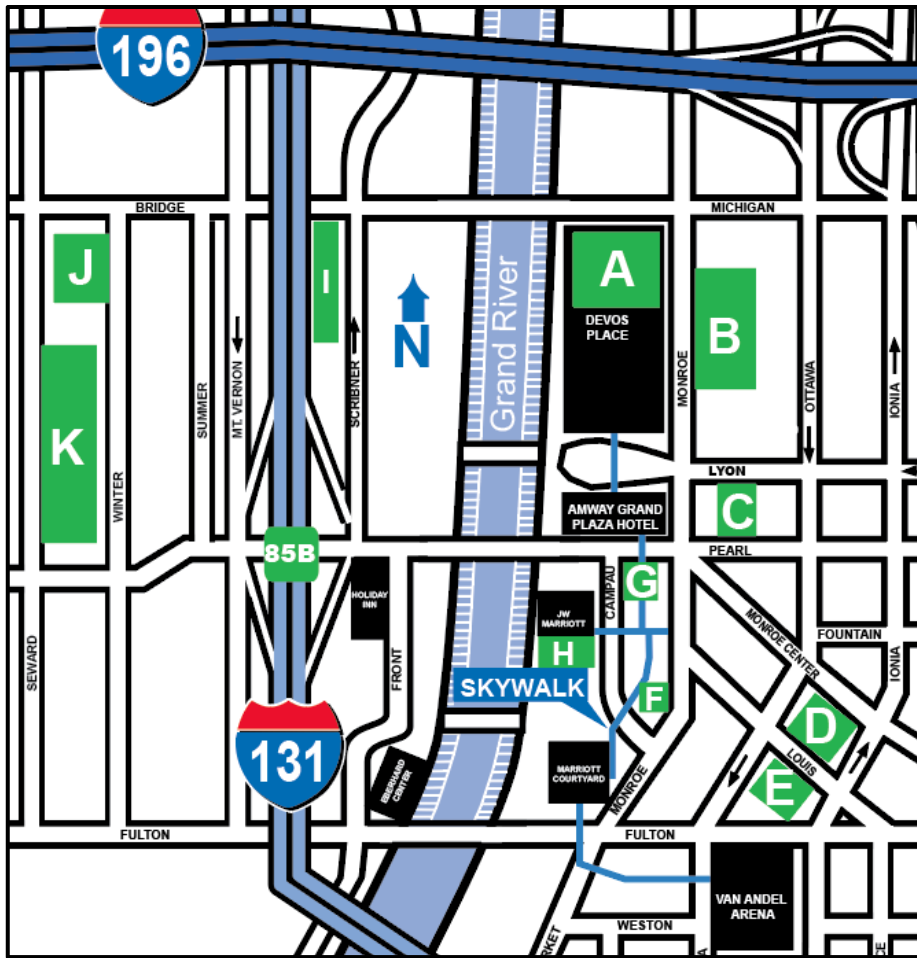 196
BRIDGE
MICHIGAN
J
I
A
DEVOS
PLACE
B
N
Grand River
K
SUMMER
MT. VERNON
SCRIBNER
MONROE
OTTAWA
IONIA
WINTER
LYON
C
AMWAY GRAND
PLAZA HOTEL
85B
PEARL
HOLIDAY
INN
CAMPAU
G
JW
MARRIOTT
H
MONROE CENTER
FOUNTAIN
SEWARD
FRONT
IONIA
SKYWALK
F
D
131
EBERHARD
CENTER
MARRIOTT
COURTYARD
MONROE
LOUIS
E
FULTON
FULTON
VAN ANDEL
ARENA
WESTON
RKET
A
CE